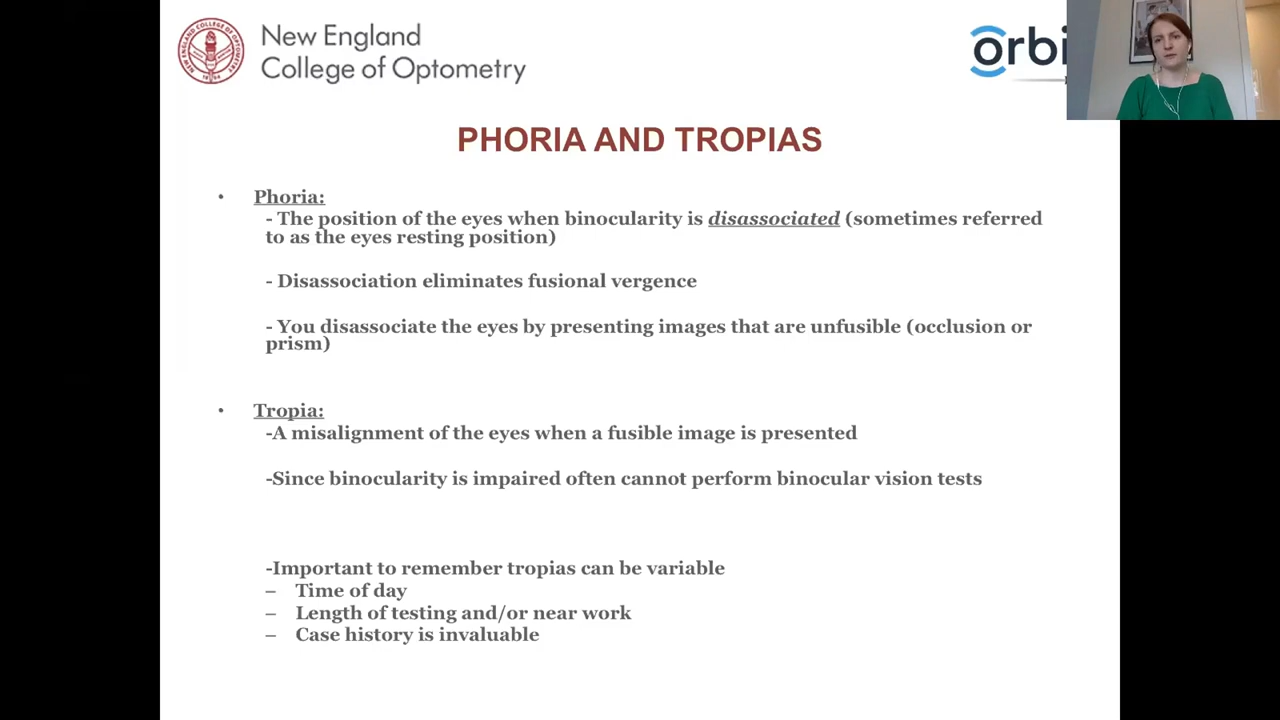 New England
College of Optometry
PHORIA AND TROPIAS
• Phoria:
- The position of the eyes when binocularity is disassociated (sometimes referred
to as the eyes resting position)
- Disassociation eliminates fusional vergence
- You disassociate the eyes by presenting images that are unfusible (occlusion or
prism)
• Tropia:
-A misalignment of the eyes when a fusible image is presented
-Since binocularity is impaired often cannot perform binocular vision tests
-Important to remember tropias can be variable
– Time of day
– Length of testing and/or near work
– Case history is invaluable